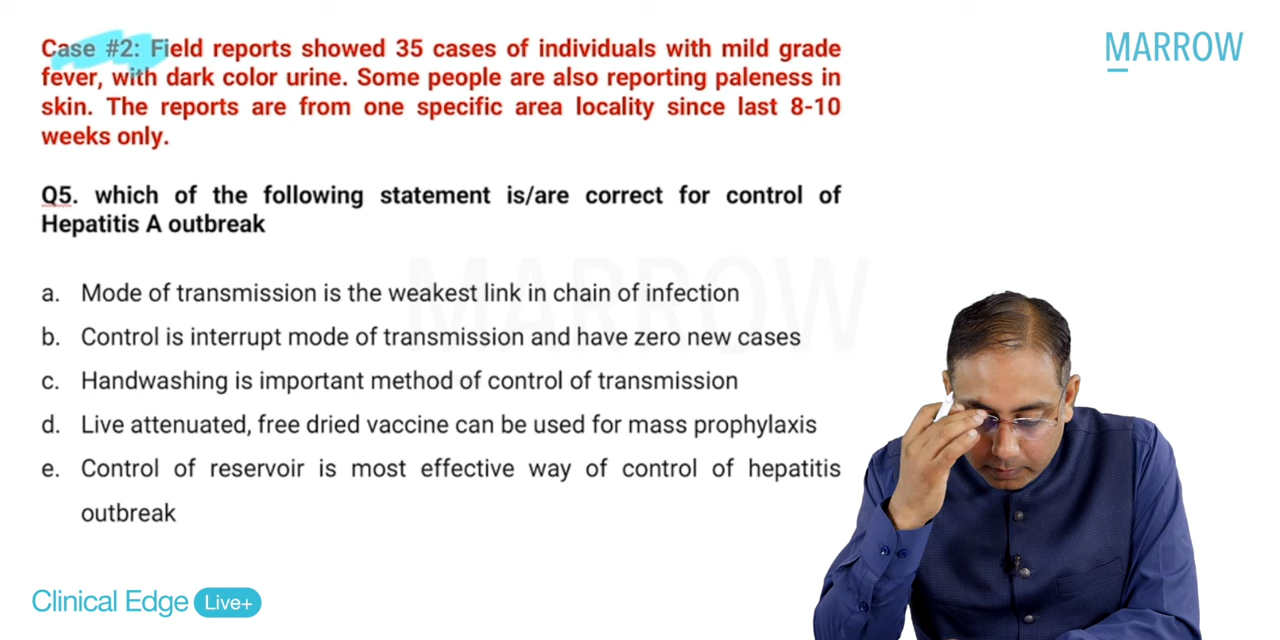 MARROW
Case #2: Field reports showed 35 cases of individuals with mild grade
fever, with dark color urine. Some people are also reporting paleness in
skin. The reports are from one specific area locality since last 8-10
weeks only.
Q5. which of the following statement is/are correct for control of
Hepatitis A outbreak
MARROW
a. Mode of transmission is the weakest link in chain of infection
b. Control is interrupt mode of transmission and have zero new cases
c. Handwashing is important method of control of transmission
d. Live attenuated, free dried vaccine can be used for mass prophylaxis
e. Control of reservoir is most effective way of control of hepatitis
outbreak
Clinical Edge Live+